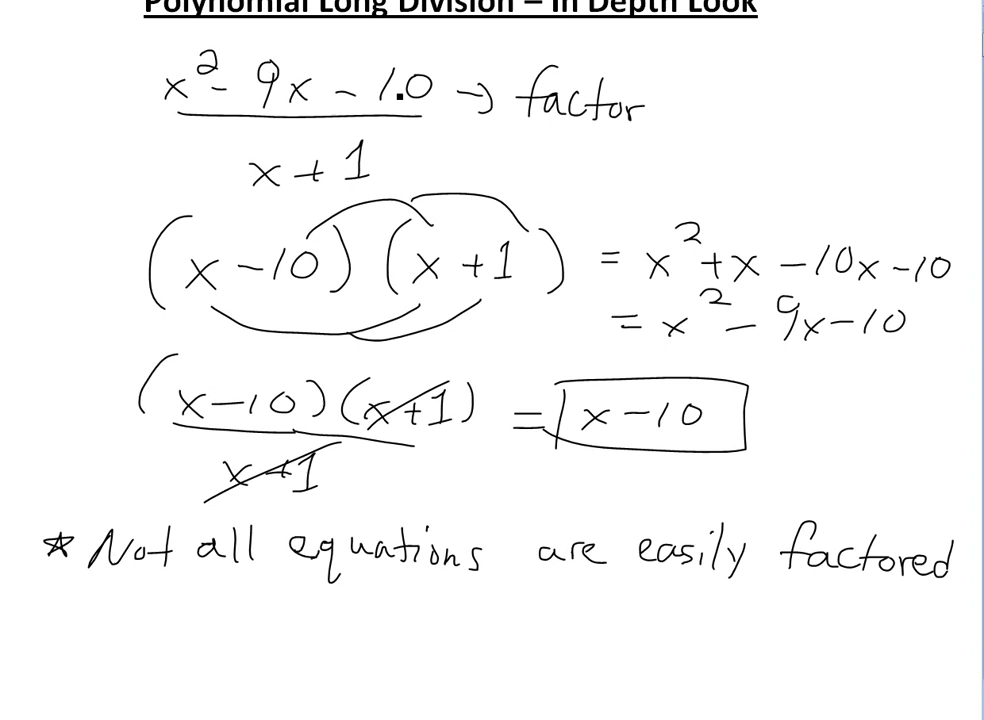 Polynomial Long Division – In Depth Look
x² - 9x - 10 → factor
x + 1
(x - 10)(x + 1) = x² + x - 10x - 10
= x² - 9x - 10
(x - 10)(x + 1) = x - 10
x + 1
* Not all equations are easily factored